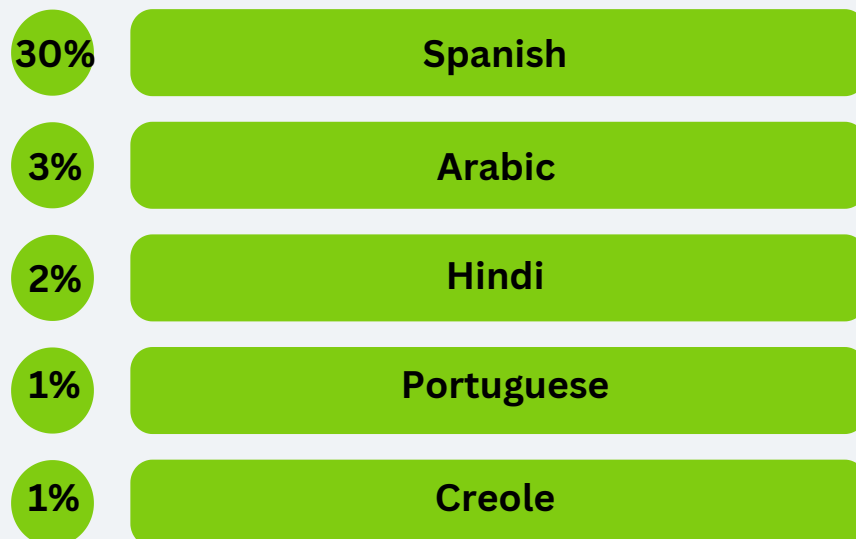 30% Spanish
3% Arabic
2% Hindi
1% Portuguese
1% Creole